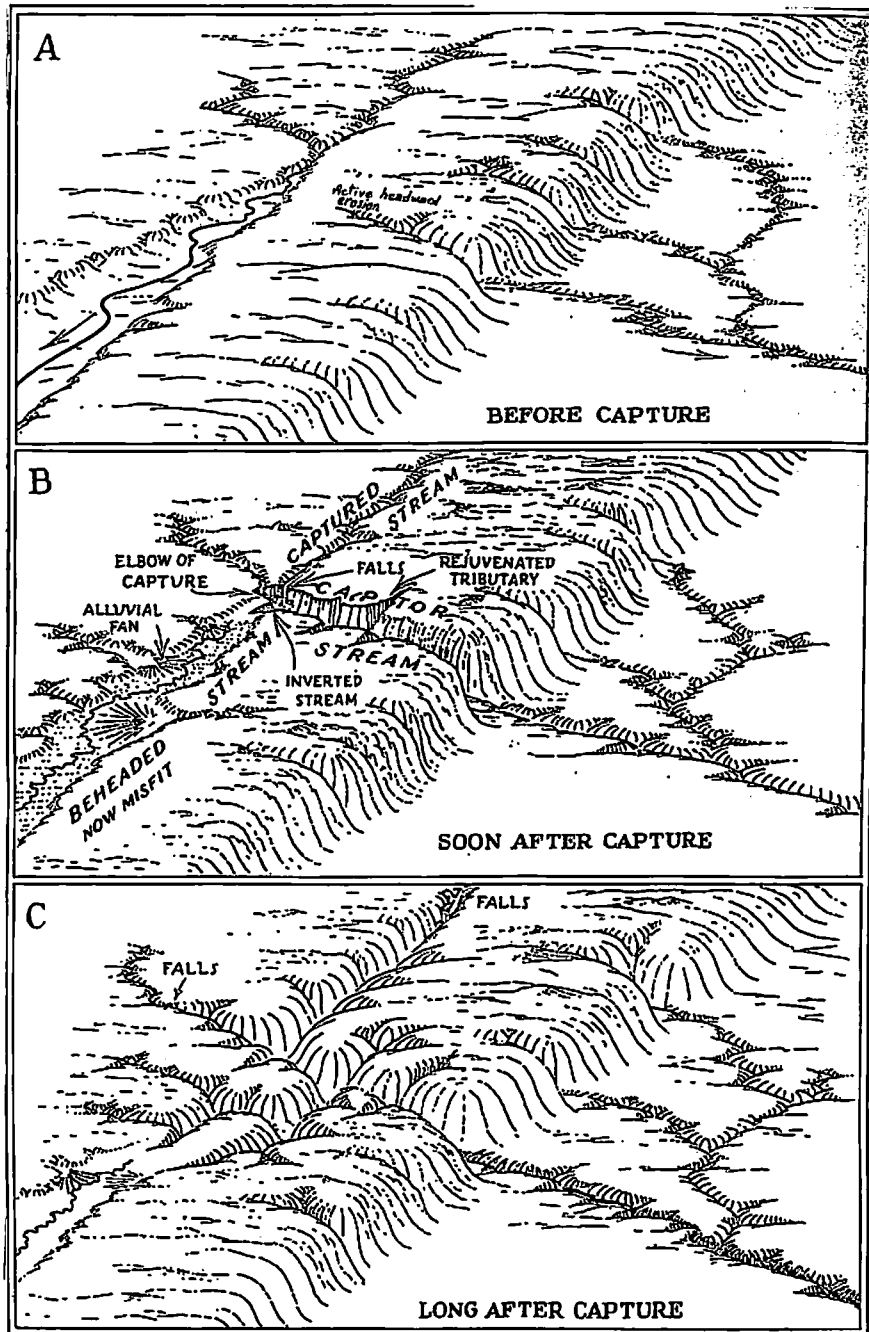 A
Active headwad
erosion
BEFORE CAPTURE
B
CAPTURED
STREAM
ELBOW OF
CAPTURE
FALLS
REJUVENATED
TRIBUTARY
CAPTOR
STREAM
ALLUVIAL
FAN
INVERTED
STREAM
BEHEADED STREAM
NOW MISFIT
SOON AFTER CAPTURE
C
FALLS
FALLS
LONG AFTER CAPTURE